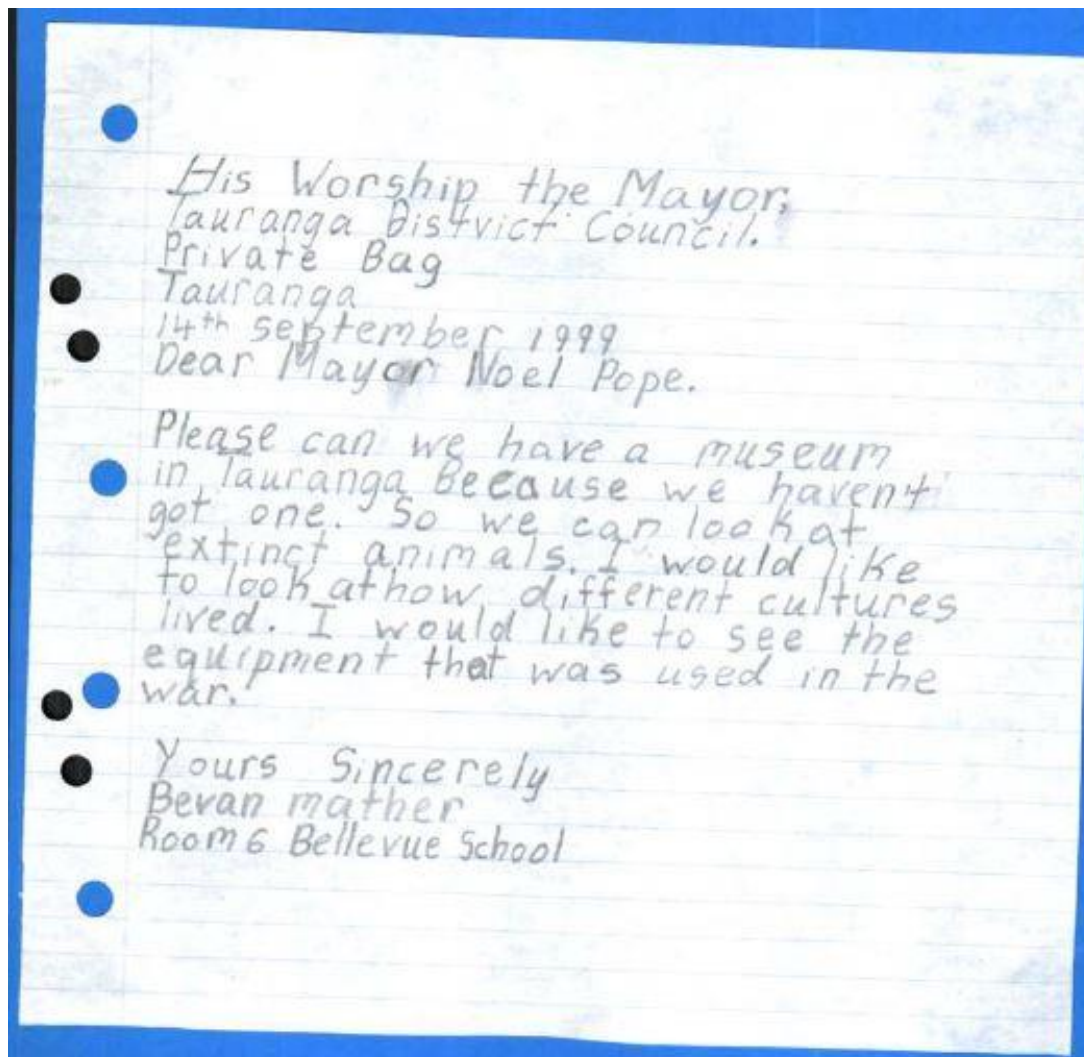 His Worship the Mayor,
Tauranga District Council.
Private Bag
Tauranga
14th september 1999
Dear Mayor Noel Pope.
Please can we have a museum
in Tauranga Because we haven't
got one. So we can look at
extinct animals. I would like
to look athow different cultures
lived. I would like to see the
equipment that was used in the
war.
Yours Sincerely
Bevan mather
Room 6 Bellevue School